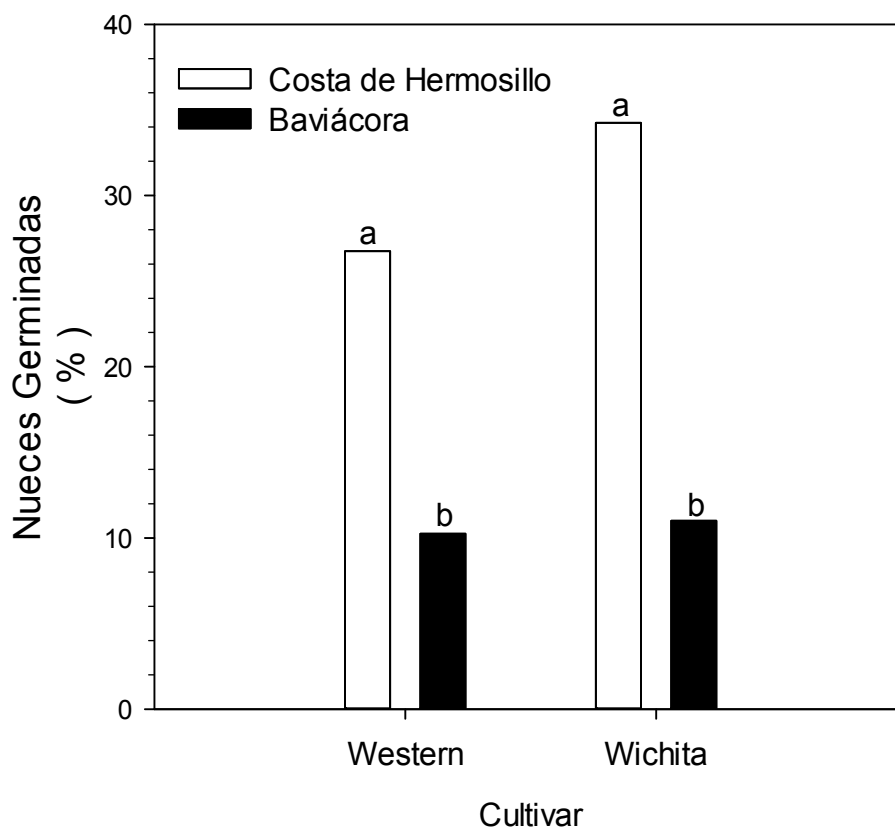 40
Costa de Hermosillo
Baviácora
a
a
30
20
b
b
10
0
Nueces Germinadas
( % )
Western
Wichita
Cultivar